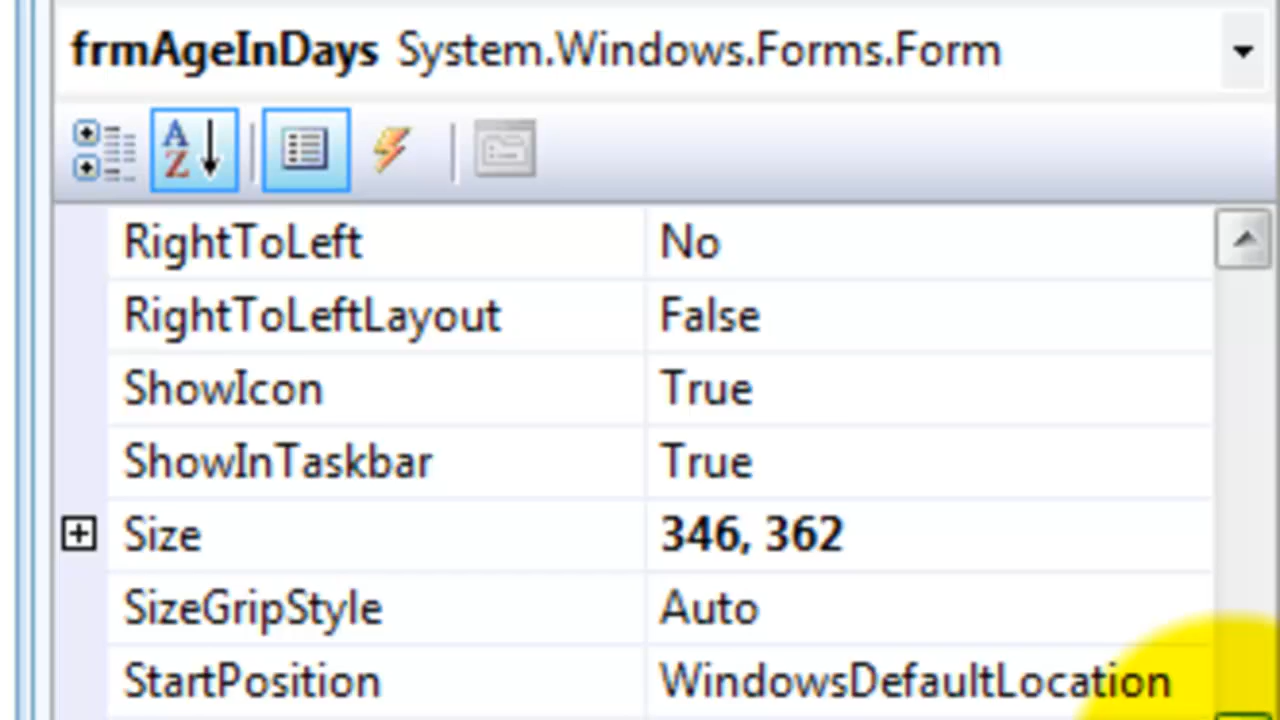 frmAgeInDays System.Windows.Forms.Form
A
Z
RightToLeft No
RightToLeftLayout False
ShowIcon True
ShowInTaskbar True
Size 346, 362
SizeGripStyle Auto
StartPosition WindowsDefaultLocation